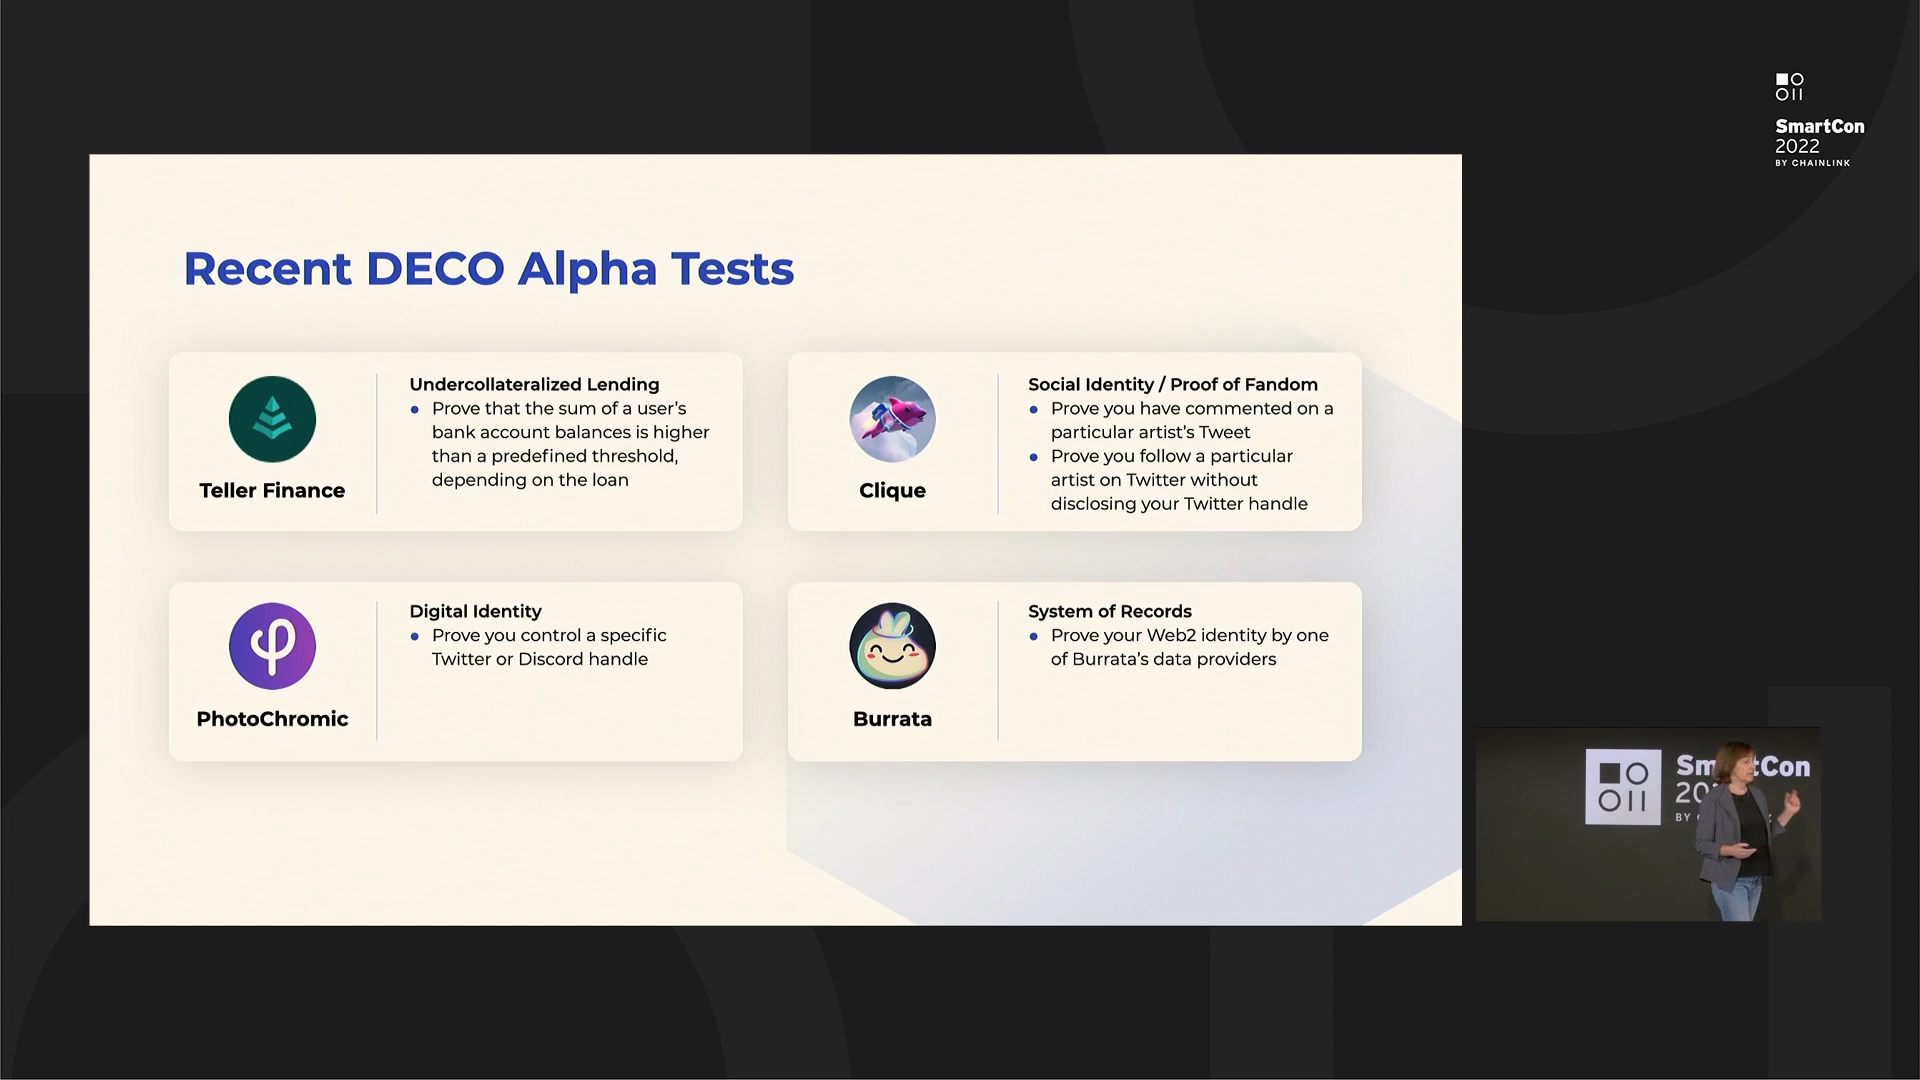 SmartCon
2022
BY CHAINLINK
Recent DECO Alpha Tests
Teller Finance
Undercollateralized Lending
Prove that the sum of a user's
bank account balances is higher
than a predefined threshold,
depending on the loan
Clique
Social Identity / Proof of Fandom
Prove you have commented on a
particular artist's Tweet
Prove you follow a particular
artist on Twitter without
disclosing your Twitter handle
PhotoChromic
Digital Identity
Prove you control a specific
Twitter or Discord handle
Burrata
System of Records
Prove your Web2 identity by one
of Burrata's data providers